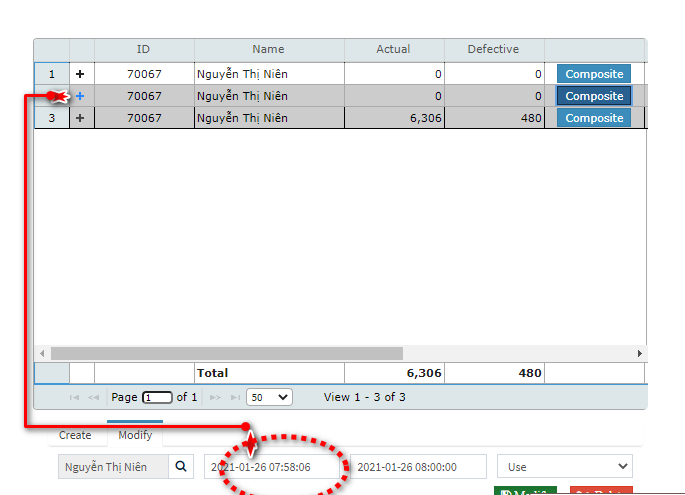 ID Name Actual Defective
1 + 70067 Nguyễn Thị Niên 0 0 Composite
+ 70067 Nguyễn Thị Niên 0 0 Composite
3 + 70067 Nguyễn Thị Niên 6,306 480 Composite
Total 6,306 480
Page 1 of 1 50 View 1 - 3 of 3
Create Modify
Nguyễn Thị Niên 2021-01-26 07:58:06 2021-01-26 08:00:00 Use